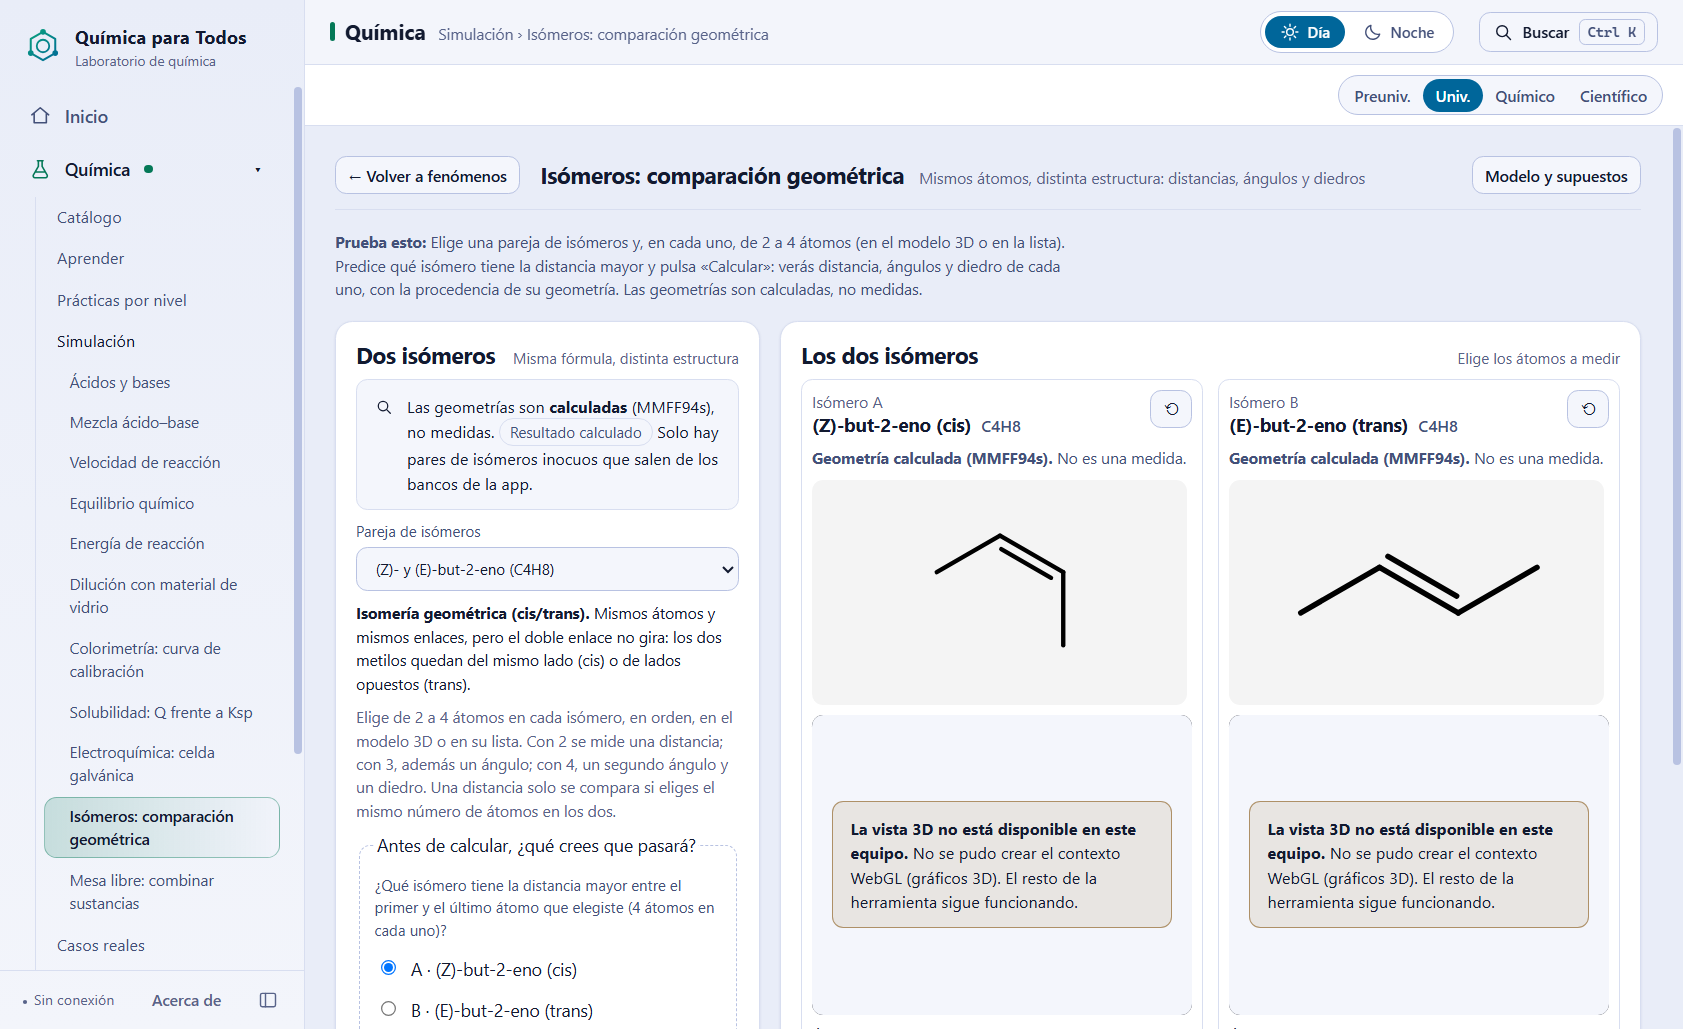 Química para Todos
Laboratorio de química
Inicio
Química
Catálogo
Aprender
Prácticas por nivel
Simulación
Ácidos y bases
Mezcla ácido–base
Velocidad de reacción
Equilibrio químico
Energía de reacción
Dilución con material de
vidrio
Colorimetría: curva de
calibración
Solubilidad: Q frente a Ksp
Electroquímica: celda
galvánica
Isómeros: comparación
geométrica
Mesa libre: combinar
sustancias
Casos reales
Sin conexión
Acerca de
Química
Simulación › Isómeros: comparación geométrica
Día
Noche
Buscar
Ctrl K
Preuniv.
Univ.
Químico
Científico
← Volver a fenómenos
Isómeros: comparación geométrica
Mismos átomos, distinta estructura: distancias, ángulos y diedros
Modelo y supuestos
Prueba esto: Elige una pareja de isómeros y, en cada uno, de 2 a 4 átomos (en el modelo 3D o en la lista).
Predice qué isómero tiene la distancia mayor y pulsa «Calcular»: verás distancia, ángulos y diedro de cada
uno, con la procedencia de su geometría. Las geometrías son calculadas, no medidas.
Dos isómeros
Misma fórmula, distinta estructura
Las geometrías son calculadas (MMFF94s),
no medidas. Resultado calculado Solo hay
pares de isómeros inocuos que salen de los
bancos de la app.
Pareja de isómeros
(Z)- y (E)-but-2-eno (C4H8)
Isomería geométrica (cis/trans). Mismos átomos y
mismos enlaces, pero el doble enlace no gira: los dos
metilos quedan del mismo lado (cis) o de lados
opuestos (trans).
Elige de 2 a 4 átomos en cada isómero, en orden, en el
modelo 3D o en su lista. Con 2 se mide una distancia;
con 3, además un ángulo; con 4, un segundo ángulo y
un diedro. Una distancia solo se compara si eliges el
mismo número de átomos en los dos.
Antes de calcular, ¿qué crees que pasará?
¿Qué isómero tiene la distancia mayor entre el
primer y el último átomo que elegiste (4 átomos en
cada uno)?
A · (Z)-but-2-eno (cis)
B · (E)-but-2-eno (trans)
Los dos isómeros
Elige los átomos a medir
Isómero A
(Z)-but-2-eno (cis) C4H8
Geometría calculada (MMFF94s). No es una medida.
La vista 3D no está disponible en este
equipo. No se pudo crear el contexto
WebGL (gráficos 3D). El resto de la
herramienta sigue funcionando.
Isómero B
(E)-but-2-eno (trans) C4H8
Geometría calculada (MMFF94s). No es una medida.
La vista 3D no está disponible en este
equipo. No se pudo crear el contexto
WebGL (gráficos 3D). El resto de la
herramienta sigue funcionando.